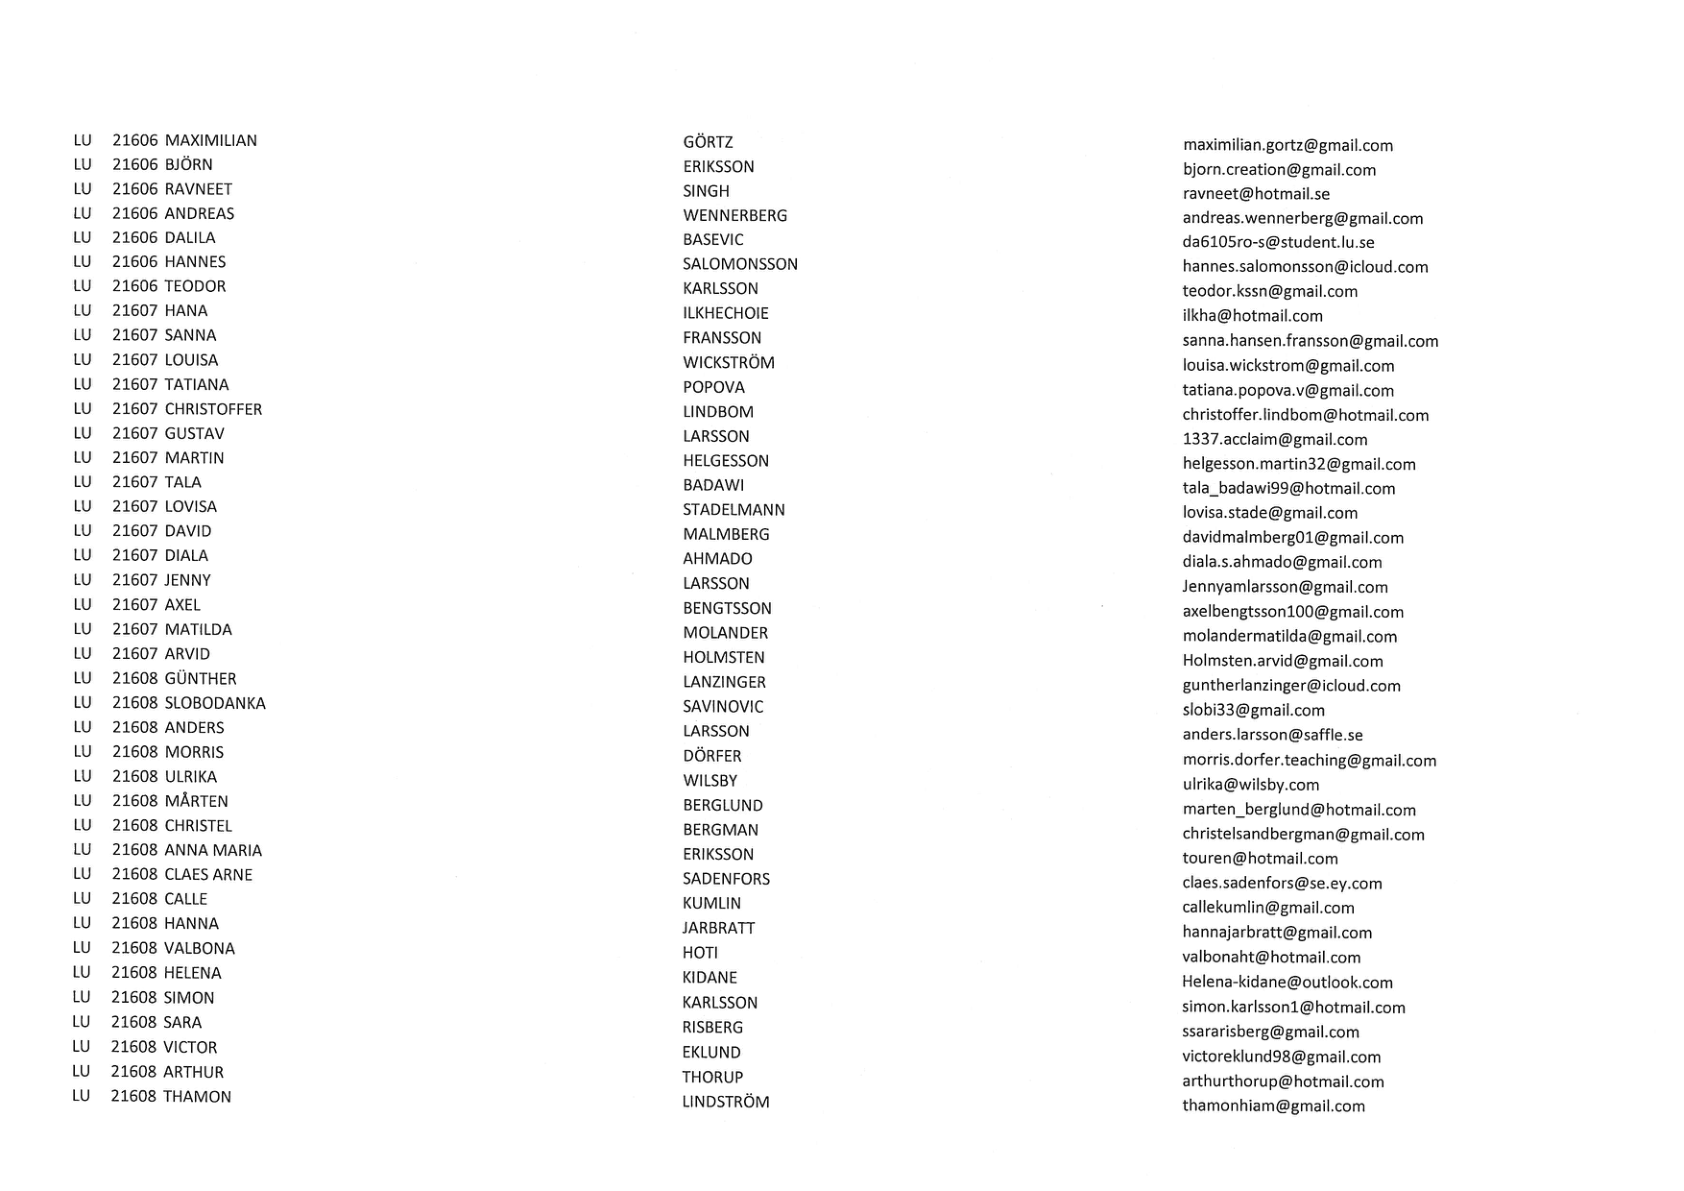 LU 21606 MAXIMILIAN GÖRTZ maximilian.gortz@gmail.com
LU 21606 BJÖRN ERIKSSON bjorn.creation@gmail.com
LU 21606 RAVNEET SINGH ravneet@hotmail.se
LU 21606 ANDREAS WENNERBERG andreas.wennerberg@gmail.com
LU 21606 DALILA BASEVIC da6105ro-s@student.lu.se
LU 21606 HANNES SALOMONSSON hannes.salomonsson@icloud.com
LU 21606 TEODOR KARLSSON teodor.kssn@gmail.com
LU 21607 HANA ILKHECHOIE ilkha@hotmail.com
LU 21607 SANNA FRANSSON sanna.hansen.fransson@gmail.com
LU 21607 LOUISA WICKSTRÖM louisa.wickstrom@gmail.com
LU 21607 TATIANA POPOVA tatiana.popova.v@gmail.com
LU 21607 CHRISTOFFER LINDBOM christoffer.lindbom@hotmail.com
LU 21607 GUSTAV LARSSON 1337.acclaim@gmail.com
LU 21607 MARTIN HELGESSON helgesson.martin32@gmail.com
LU 21607 TALA BADAWI tala_badawi99@hotmail.com
LU 21607 LOVISA STADELMANN lovisa.stade@gmail.com
LU 21607 DAVID MALMBERG davidmalmberg01@gmail.com
LU 21607 DIALA AHMADO diala.s.ahmado@gmail.com
LU 21607 JENNY LARSSON Jennyamlarsson@gmail.com
LU 21607 AXEL BENGTSSON axelbengtsson100@gmail.com
LU 21607 MATILDA MOLANDER molandermatilda@gmail.com
LU 21607 ARVID HOLMSTEN Holmsten.arvid@gmail.com
LU 21608 GÜNTHER LANZINGER guntherlanzinger@icloud.com
LU 21608 SLOBODANKA SAVINOVIC slobi33@gmail.com
LU 21608 ANDERS LARSSON anders.larsson@saffle.se
LU 21608 MORRIS DÖRFER morris.dorfer.teaching@gmail.com
LU 21608 ULRIKA WILSBY ulrika@wilsby.com
LU 21608 MÅRTEN BERGLUND marten_berglund@hotmail.com
LU 21608 CHRISTEL BERGMAN christelsandbergman@gmail.com
LU 21608 ANNA MARIA ERIKSSON touren@hotmail.com
LU 21608 CLAES ARNE SADENFORS claes.sadenfors@se.ey.com
LU 21608 CALLE KUMLIN callekumlin@gmail.com
LU 21608 HANNA JARBRATT hannajarbratt@gmail.com
LU 21608 VALBONA HOTI valbonaht@hotmail.com
LU 21608 HELENA KIDANE Helena-kidane@outlook.com
LU 21608 SIMON KARLSSON simon.karlsson1@hotmail.com
LU 21608 SARA RISBERG ssararisberg@gmail.com
LU 21608 VICTOR EKLUND victoreklund98@gmail.com
LU 21608 ARTHUR THORUP arthurthorup@hotmail.com
LU 21608 THAMON LINDSTRÖM thamonhiam@gmail.com